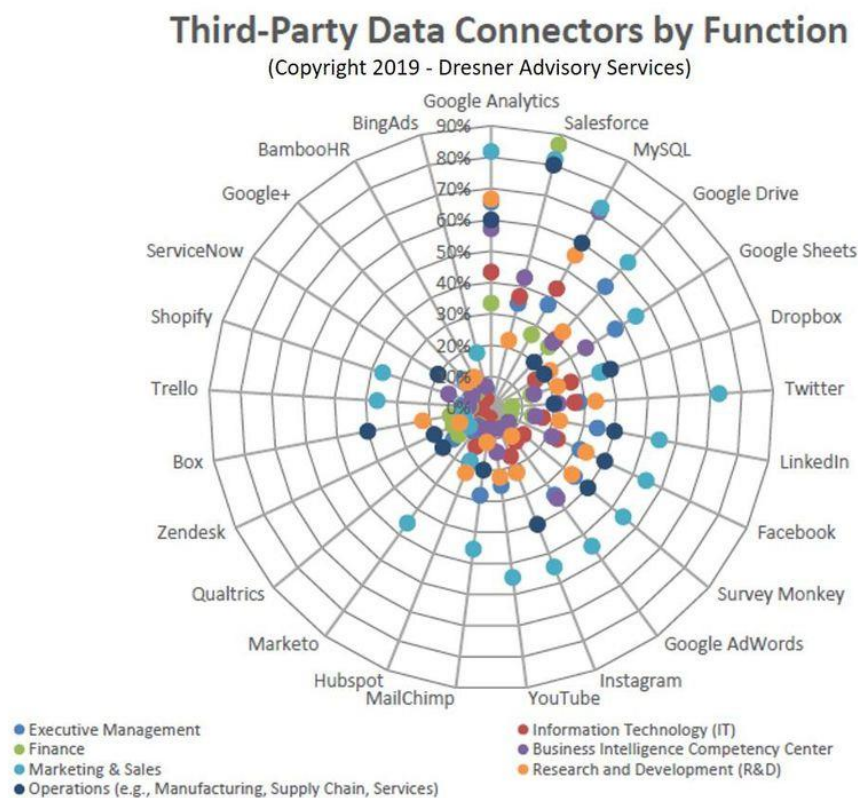 Third-Party Data Connectors by Function
(Copyright 2019 - Dresner Advisory Services)
Google Analytics
BingAds
Salesforce
BambooHR
MySQL
Google+
Google Drive
ServiceNow
Google Sheets
Shopify
Dropbox
Trello
Twitter
Box
LinkedIn
Zendesk
Facebook
Qualtrics
Survey Monkey
Marketo
Google AdWords
Hubspot
Instagram
MailChimp
YouTube
90%
80%
70%
60%
50%
40%
30%
20%
10%
0%
Executive Management
Information Technology (IT)
Finance
Business Intelligence Competency Center
Marketing & Sales
Research and Development (R&D)
Operations (e.g., Manufacturing, Supply Chain, Services)